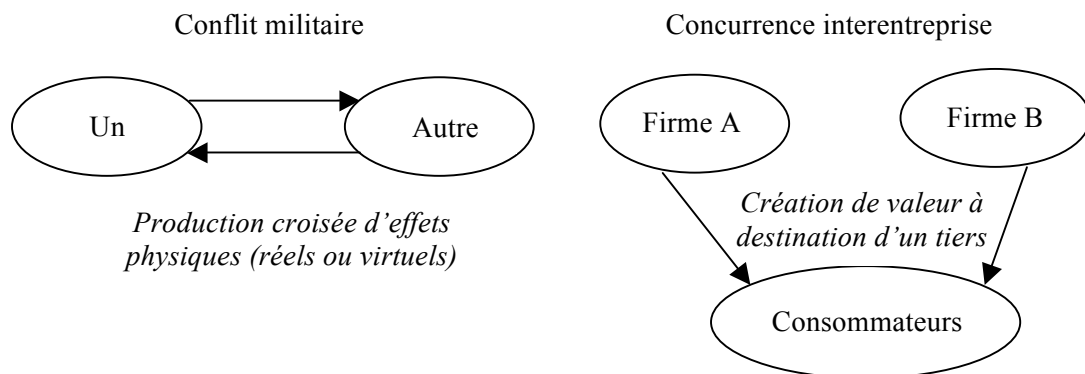 Conflit militaire
Un
Autre
Production croisée d'effets
physiques (réels ou virtuels)
Concurrence interentreprise
Firme A
Firme B
Création de valeur à
destination d'un tiers
Consommateurs